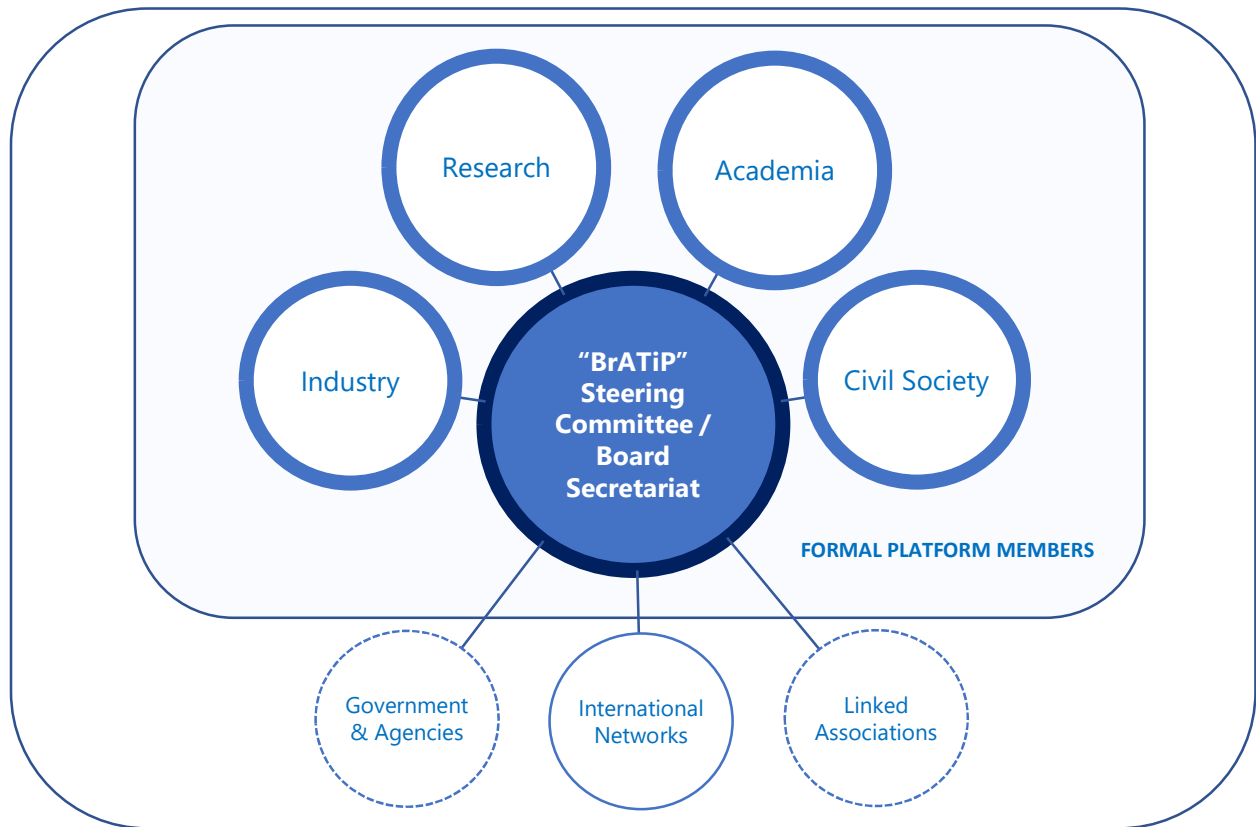 Research
Academia
Industry
“BrATiP”
Steering
Committee /
Board
Secretariat
Civil Society
FORMAL PLATFORM MEMBERS
Government
& Agencies
International
Networks
Linked
Associations